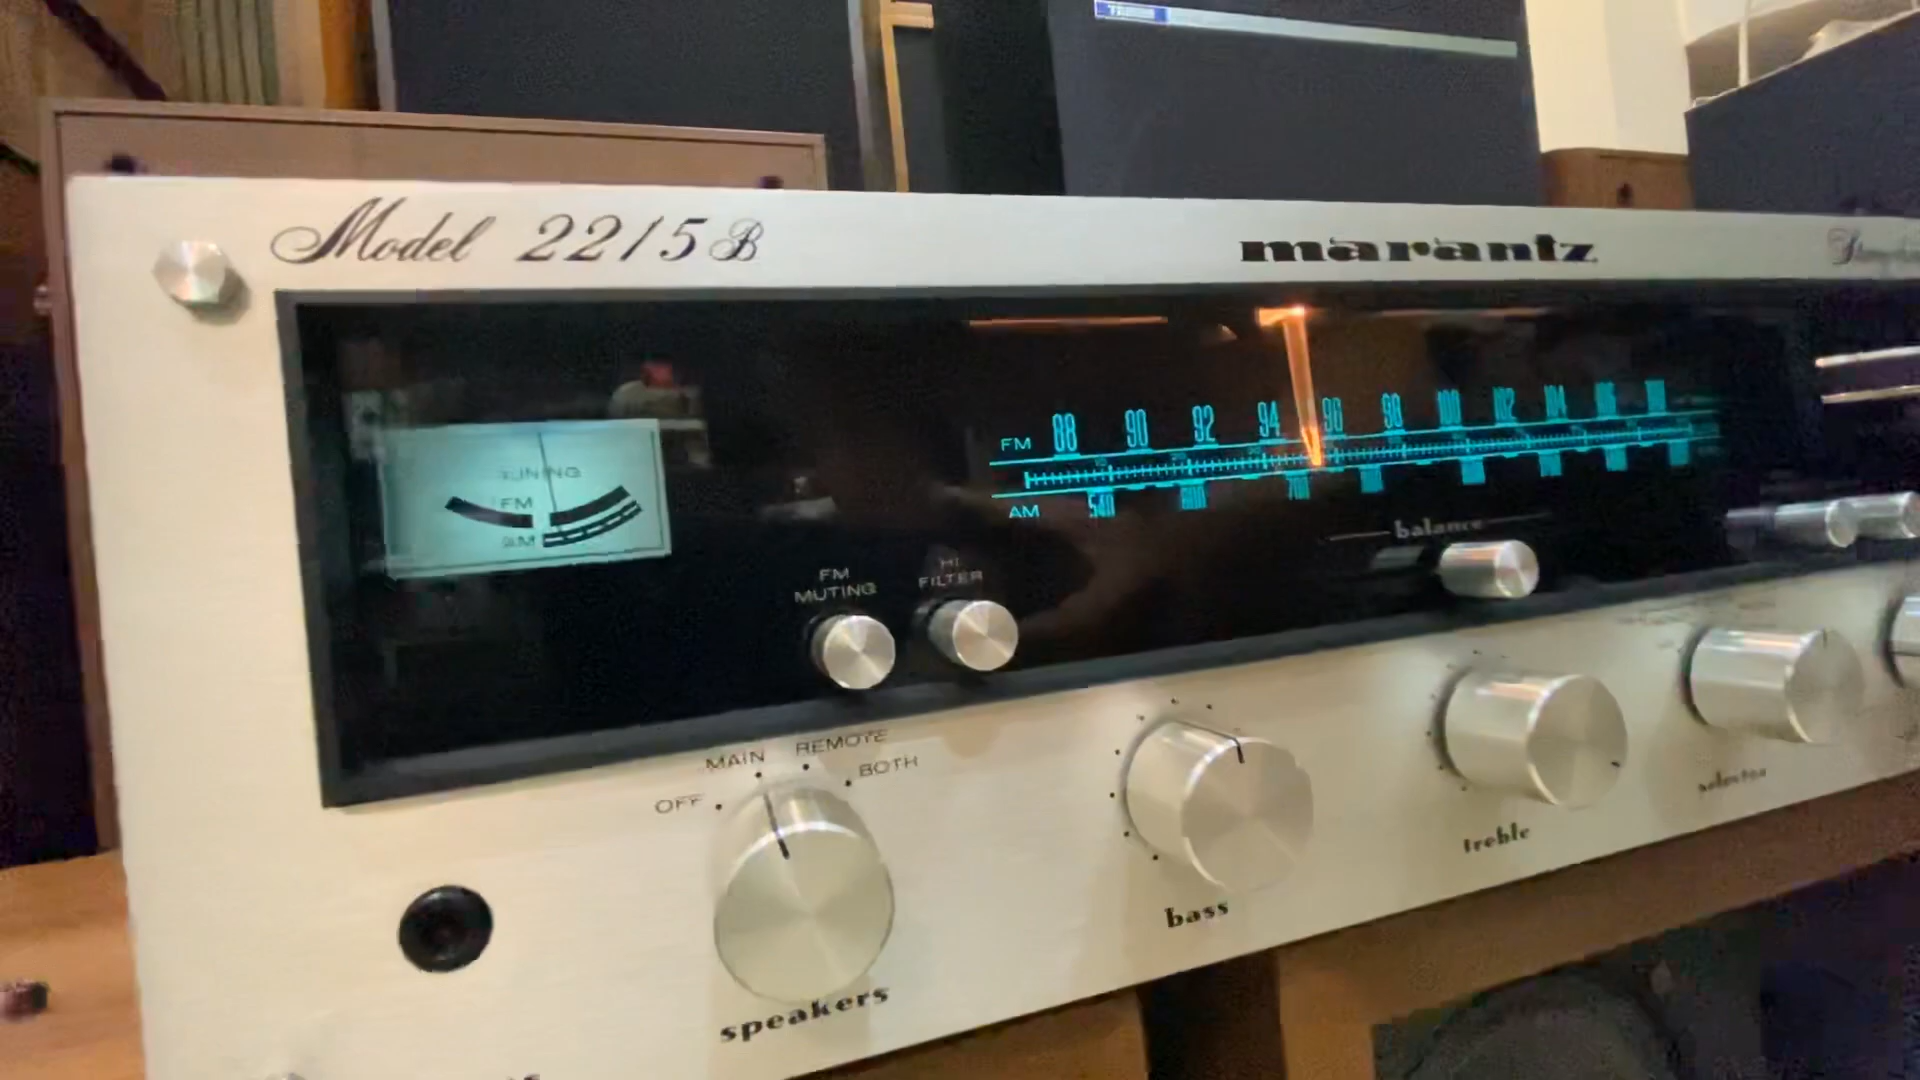 Model 2215B
marantz
TUNING
FM
AM
FM 88 90 92 94 96 98 100 102 104 106
AM 540 600 700
balance
FM MUTING
HI FILTER
OFF MAIN REMOTE BOTH
speakers
bass
treble
selector